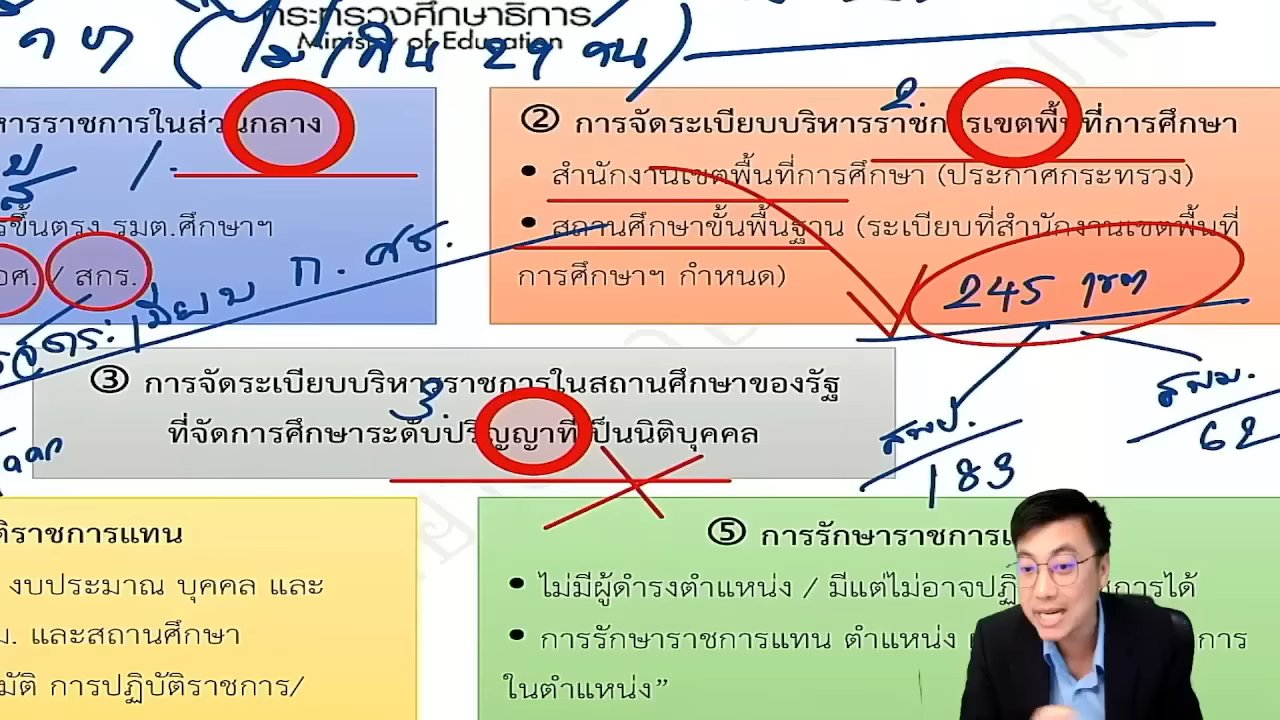 กระทรวงศึกษาธิการ
Ministry of Education
(ไม่เกิน 29 วัน)
หารราชการในส่วนกลาง
1.
รขึ้นตรง รมต.ศึกษาฯ
อศ. / สกร.
ก. ศธ.
2.
② การจัดระเบียบบริหารราชการเขตพื้นที่การศึกษา
• สำนักงานเขตพื้นที่การศึกษา (ประกาศกระทรวง)
• สถานศึกษาขั้นพื้นฐาน (ระเบียบที่สำนักงานเขตพื้นที่
การศึกษาฯ กำหนด)
245 เขต
สพป.
183
สพม.
62
③ การจัดระเบียบบริหารราชการในสถานศึกษาของรัฐ
3.
ที่จัดการศึกษาระดับปริญญาที่เป็นนิติบุคคล
ติราชการแทน
งบประมาณ บุคคล และ
ม. และสถานศึกษา
มัติ การปฏิบัติราชการ/
⑤ การรักษาราชการแ
• ไม่มีผู้ดำรงตำแหน่ง / มีแต่ไม่อาจปฏิ ชการได้
• การรักษาราชการแทน ตำแหน่ง การ
ในตำแหน่ง”